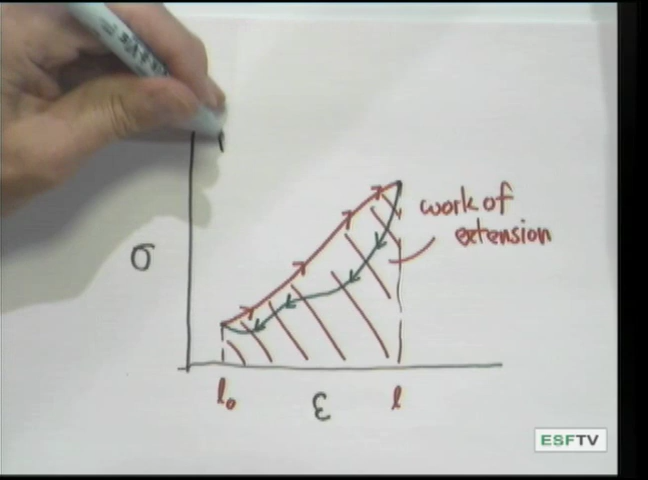 σ
work of
extension
l₀
ε
l
ESFTV